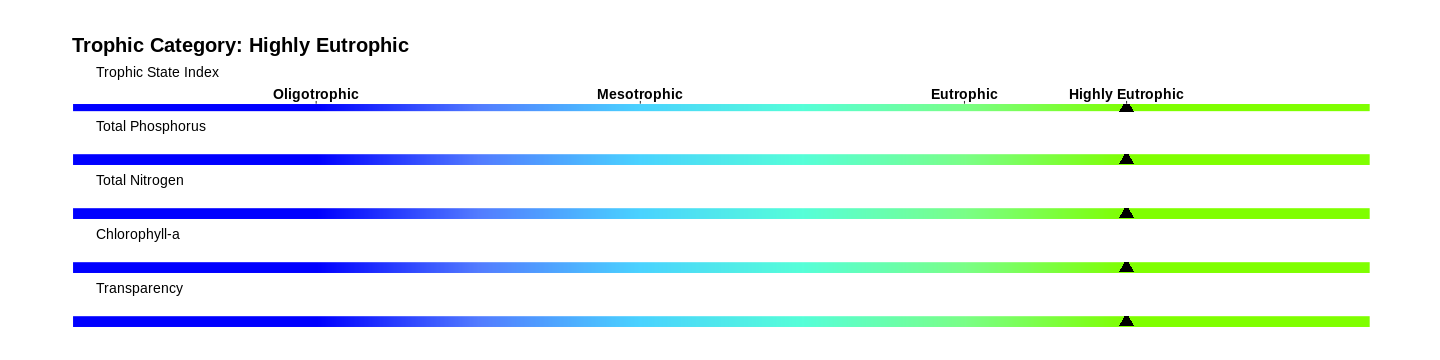 Trophic Category: Highly Eutrophic
Trophic State Index
Oligotrophic Mesotrophic Eutrophic Highly Eutrophic
Total Phosphorus
Total Nitrogen
Chlorophyll-a
Transparency